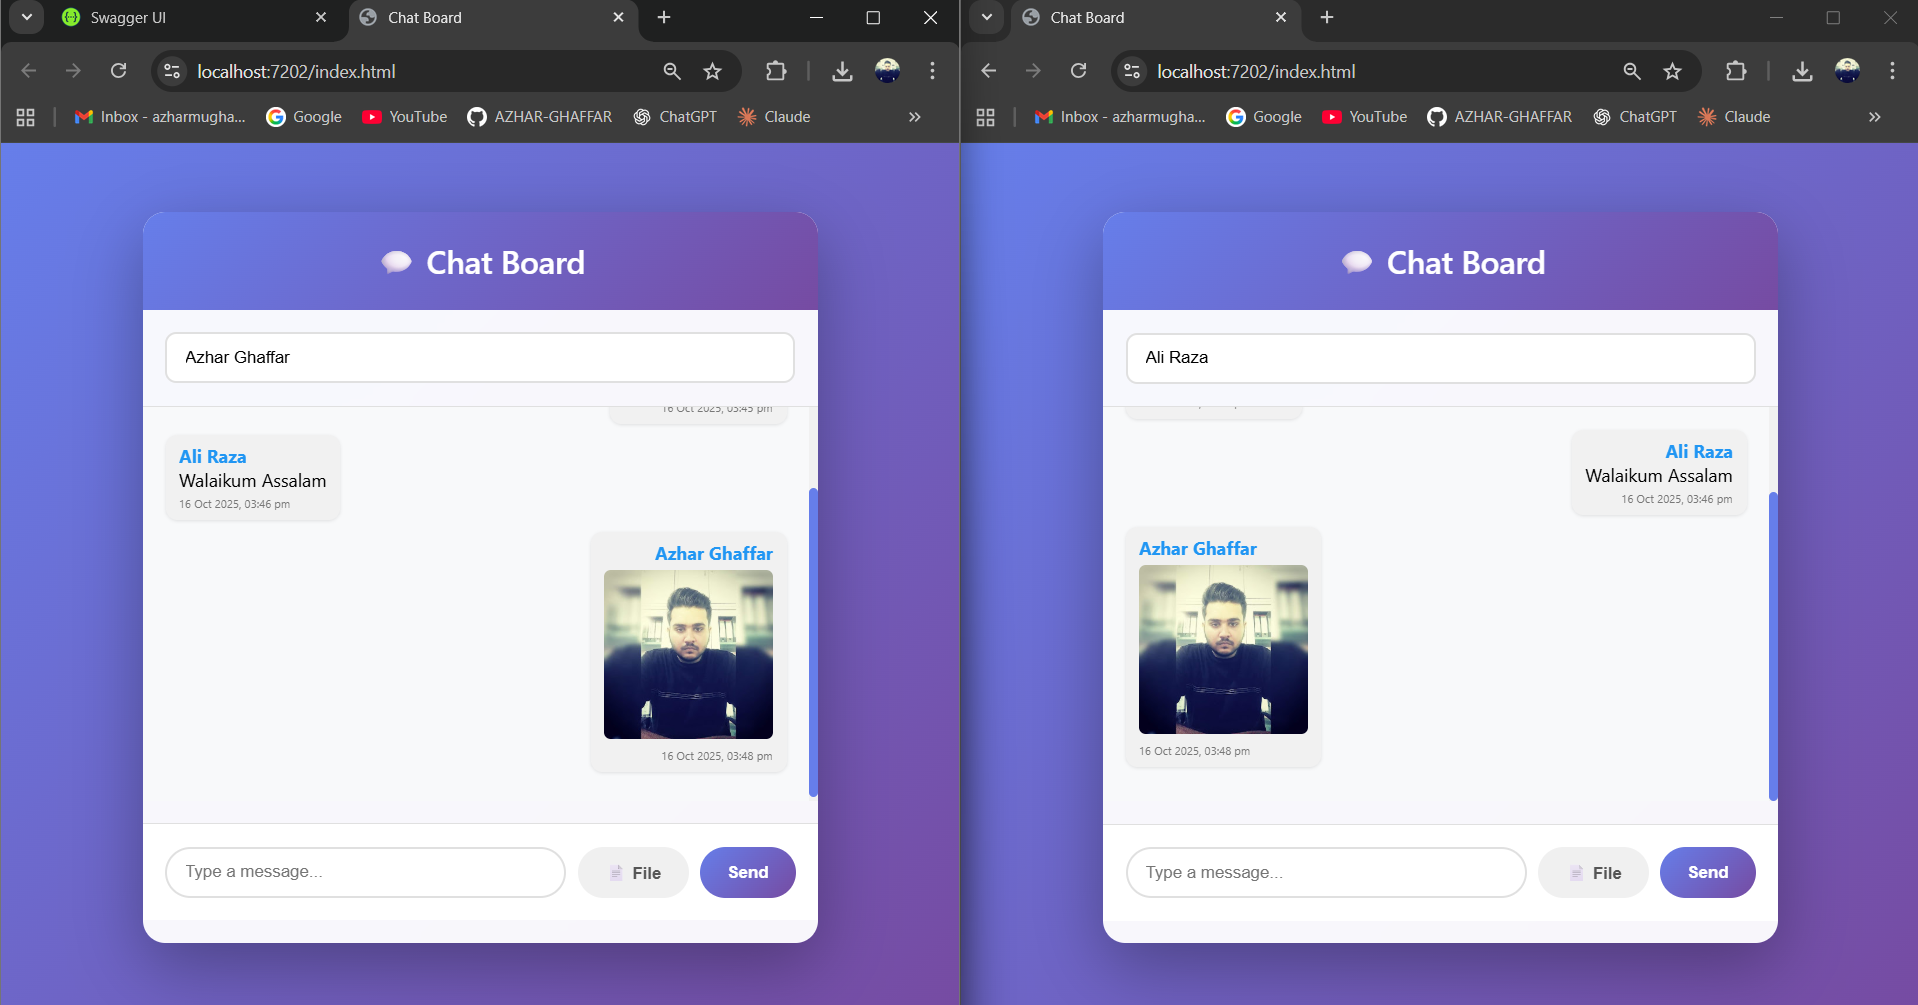 Swagger UI
Chat Board
localhost:7202/index.html
Inbox - azharmugha...
Google
YouTube
AZHAR-GHAFFAR
ChatGPT
Claude
Chat Board
Azhar Ghaffar
16 Oct 2025, 03:45 pm
Ali Raza
Walaikum Assalam
16 Oct 2025, 03:46 pm
Azhar Ghaffar
16 Oct 2025, 03:48 pm
Type a message...
File
Send
Chat Board
localhost:7202/index.html
Inbox - azharmugha...
Google
YouTube
AZHAR-GHAFFAR
ChatGPT
Claude
Chat Board
Ali Raza
Ali Raza
Walaikum Assalam
16 Oct 2025, 03:46 pm
Azhar Ghaffar
16 Oct 2025, 03:48 pm
Type a message...
File
Send